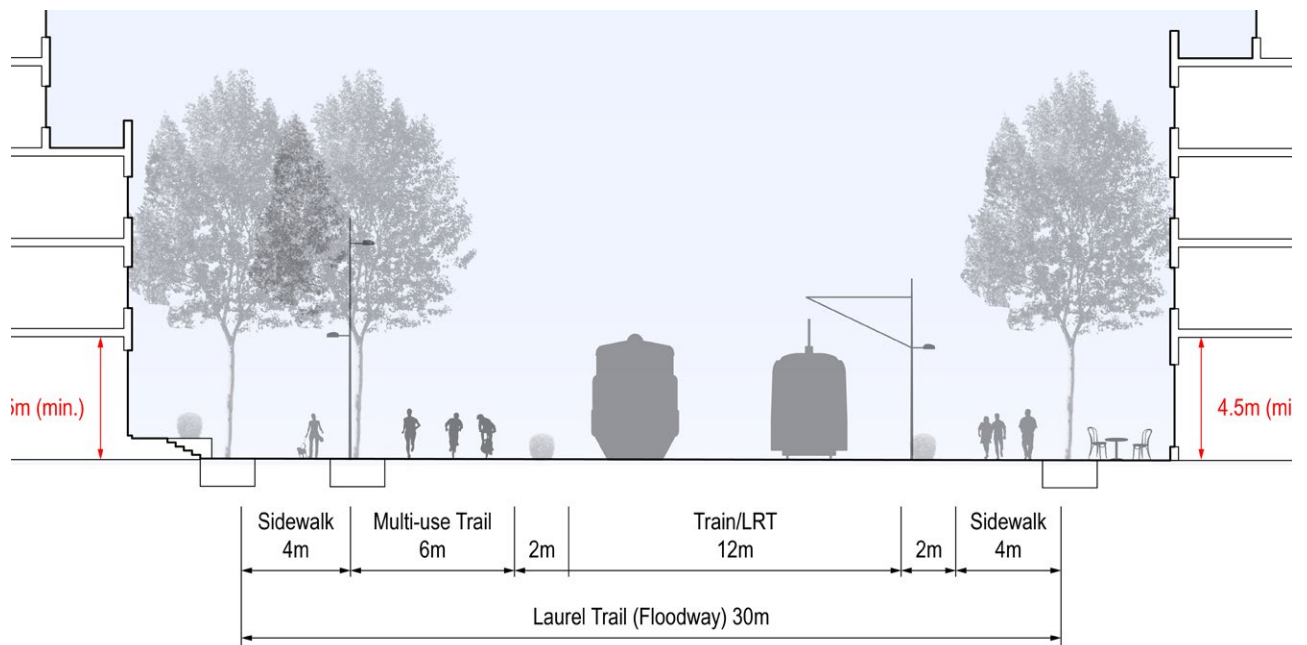 5m (min.)
4.5m (mi
Sidewalk
4m
Multi-use Trail
6m
2m
Train/LRT
12m
2m
Sidewalk
4m
Laurel Trail (Floodway) 30m